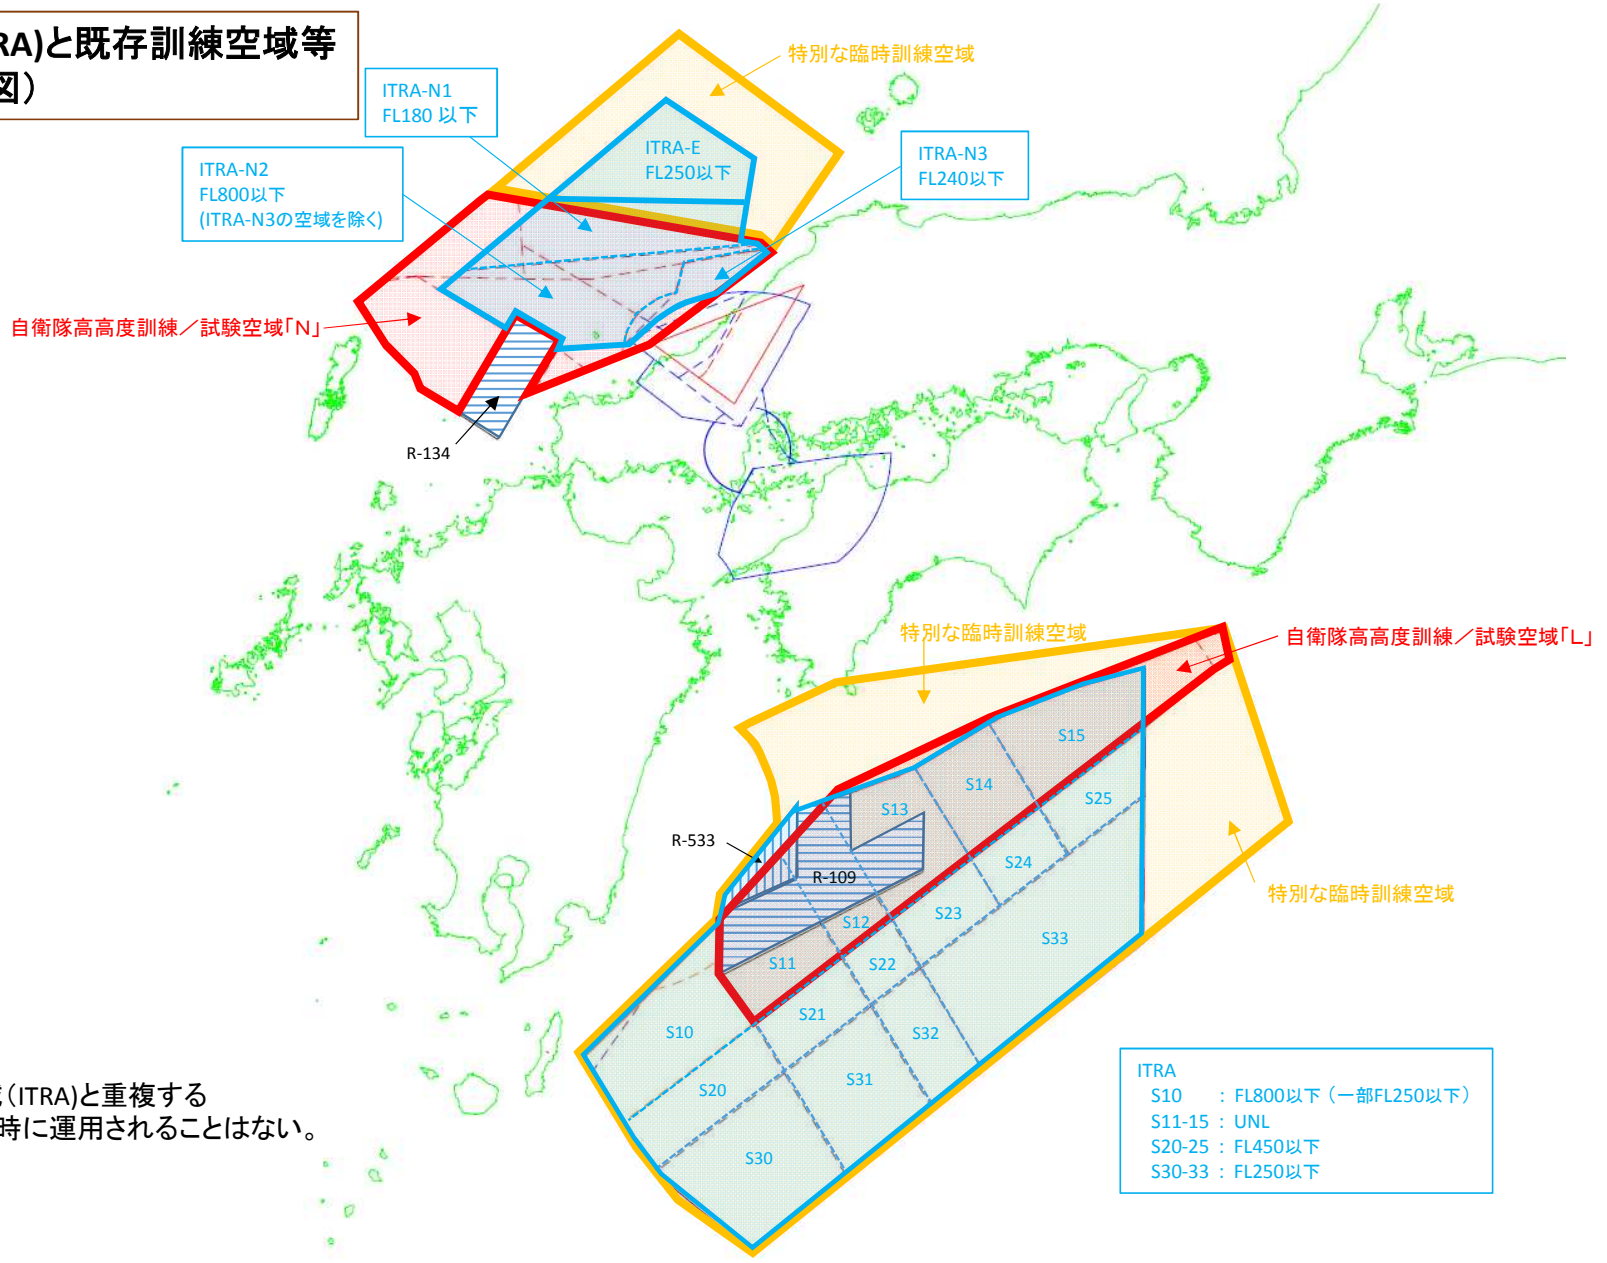 RA)と既存訓練空域等
図）
特別な臨時訓練空域
ITRA-N1
FL180 以下
ITRA-E
FL250以下
ITRA-N3
FL240以下
ITRA-N2
FL800以下
(ITRA-N3の空域を除く)
自衛隊高高度訓練／試験空域「N」
R-134
特別な臨時訓練空域
自衛隊高高度訓練／試験空域「L」
S15
S14
S25
S13
R-533
R-109
S24
特別な臨時訓練空域
S12
S23
S33
S11
S22
S21
S10
S32
S31
S20
S30
ITRA
S10 : FL800以下（一部FL250以下）
S11-15 : UNL
S20-25 : FL450以下
S30-33 : FL250以下
（ITRA)と重複する
時に運用されることはない。